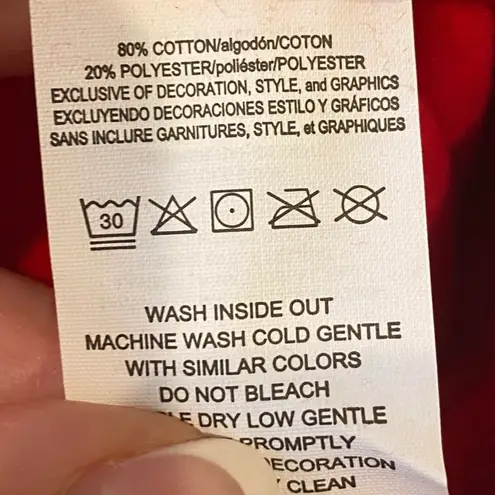 80% COTTON/algodón/COTON
20% POLYESTER/poliéster/POLYESTER
EXCLUSIVE OF DECORATION, STYLE, and GRAPHICS
EXCLUYENDO DECORACIONES ESTILO Y GRÁFICOS
SANS INCLURE GARNITURES, STYLE, et GRAPHIQUES
30
WASH INSIDE OUT
MACHINE WASH COLD GENTLE
WITH SIMILAR COLORS
DO NOT BLEACH
DRY LOW GENTLE
PROMPTLY
DECORATION
CLEAN